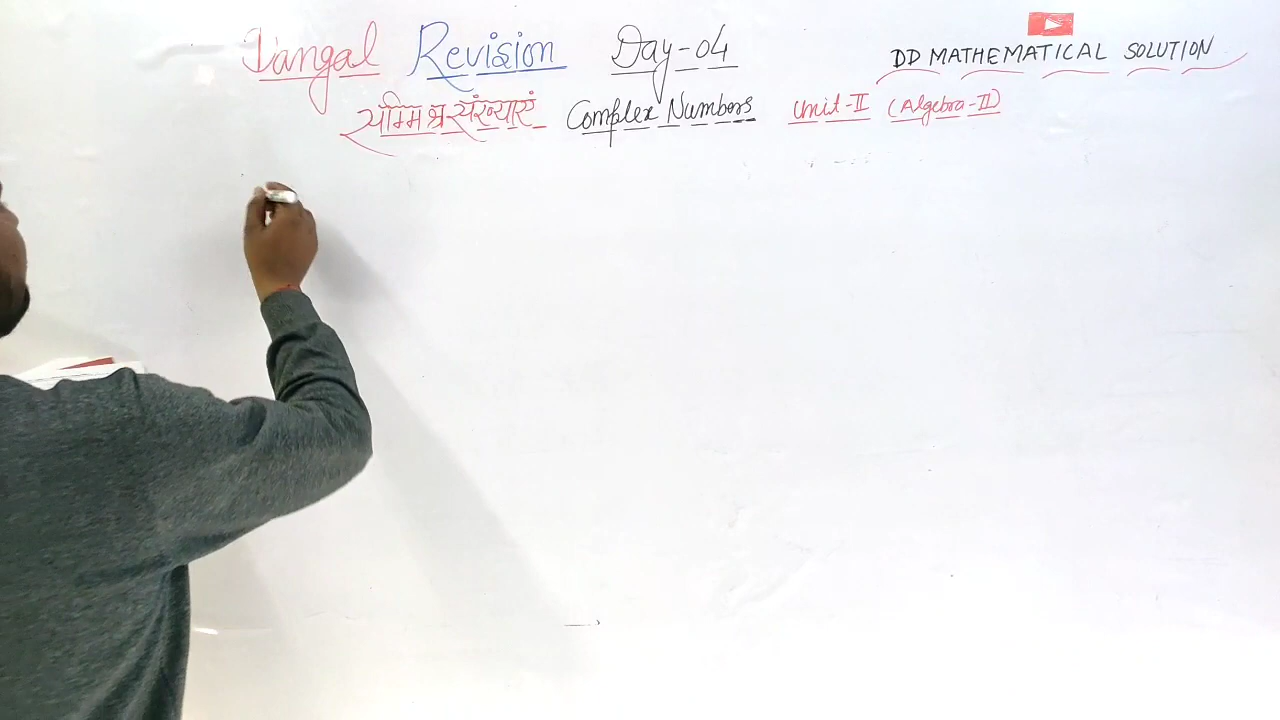 Dangal Revision Day-04
DD MATHEMATICAL SOLUTION
सम्मिश्र संख्याएं Complex Numbers Unit-II (Algebra-II)